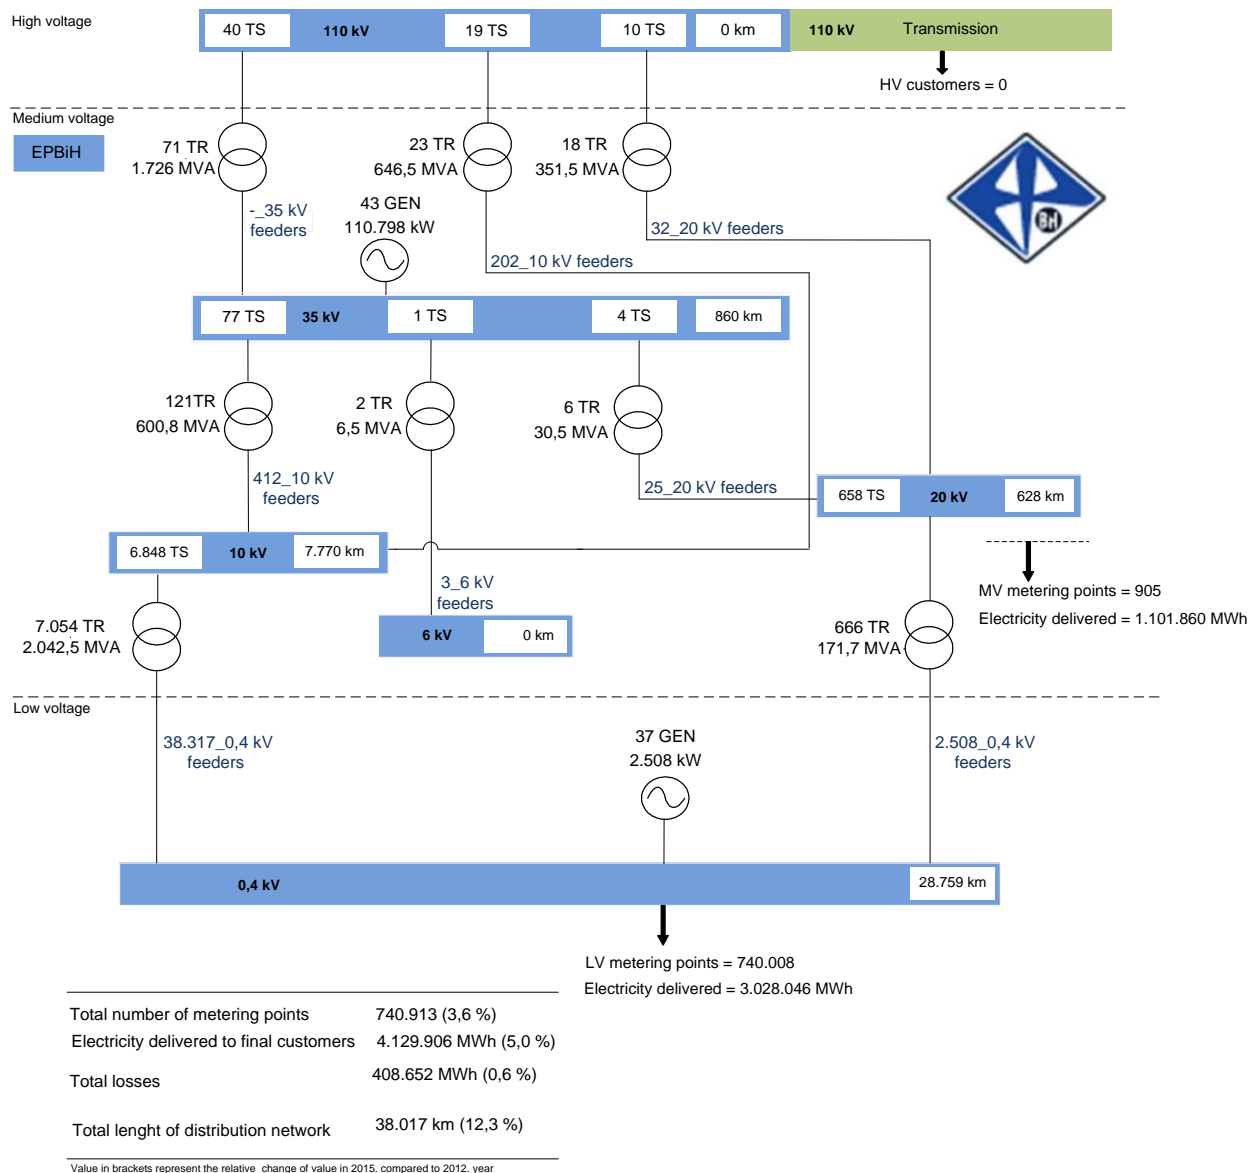 High voltage
40 TS
110 kV
19 TS
10 TS
0 km
110 kV
Transmission
HV customers = 0
Medium voltage
EPBiH
71 TR
1.726 MVA
23 TR
646,5 MVA
18 TR
351,5 MVA
BH
-_35 kV
feeders
43 GEN
110.798 kW
32_20 kV feeders
202_10 kV feeders
77 TS
35 kV
1 TS
4 TS
860 km
121TR
600,8 MVA
2 TR
6,5 MVA
6 TR
30,5 MVA
412_10 kV
feeders
25_20 kV feeders
658 TS
20 kV
628 km
6.848 TS
10 kV
7.770 km
3_6 kV
feeders
MV metering points = 905
Electricity delivered = 1.101.860 MWh
7.054 TR
2.042,5 MVA
6 kV
0 km
666 TR
171,7 MVA
Low voltage
38.317_0,4 kV
feeders
37 GEN
2.508 kW
2.508_0,4 kV
feeders
0,4 kV
28.759 km
LV metering points = 740.008
Electricity delivered = 3.028.046 MWh
Total number of metering points 740.913 (3,6 %)
Electricity delivered to final customers 4.129.906 MWh (5,0 %)
Total losses 408.652 MWh (0,6 %)
Total lenght of distribution network 38.017 km (12,3 %)
Value in brackets represent the relative change of value in 2015. compared to 2012. year